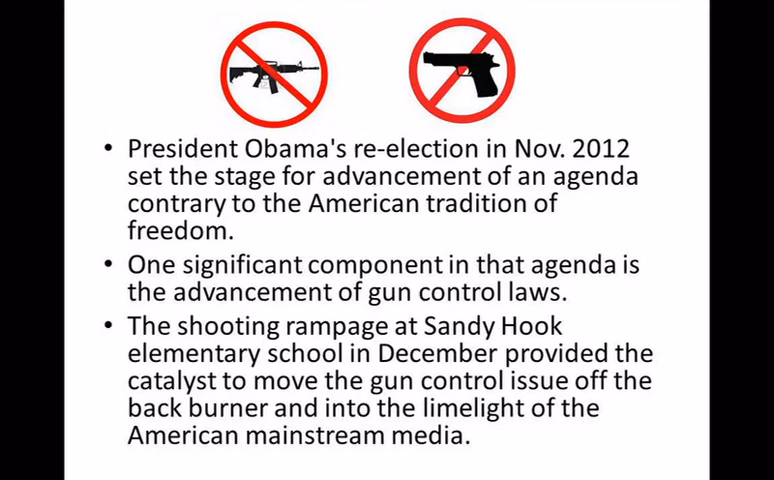 • President Obama's re-election in Nov. 2012
set the stage for advancement of an agenda
contrary to the American tradition of
freedom.
• One significant component in that agenda is
the advancement of gun control laws.
• The shooting rampage at Sandy Hook
elementary school in December provided the
catalyst to move the gun control issue off the
back burner and into the limelight of the
American mainstream media.